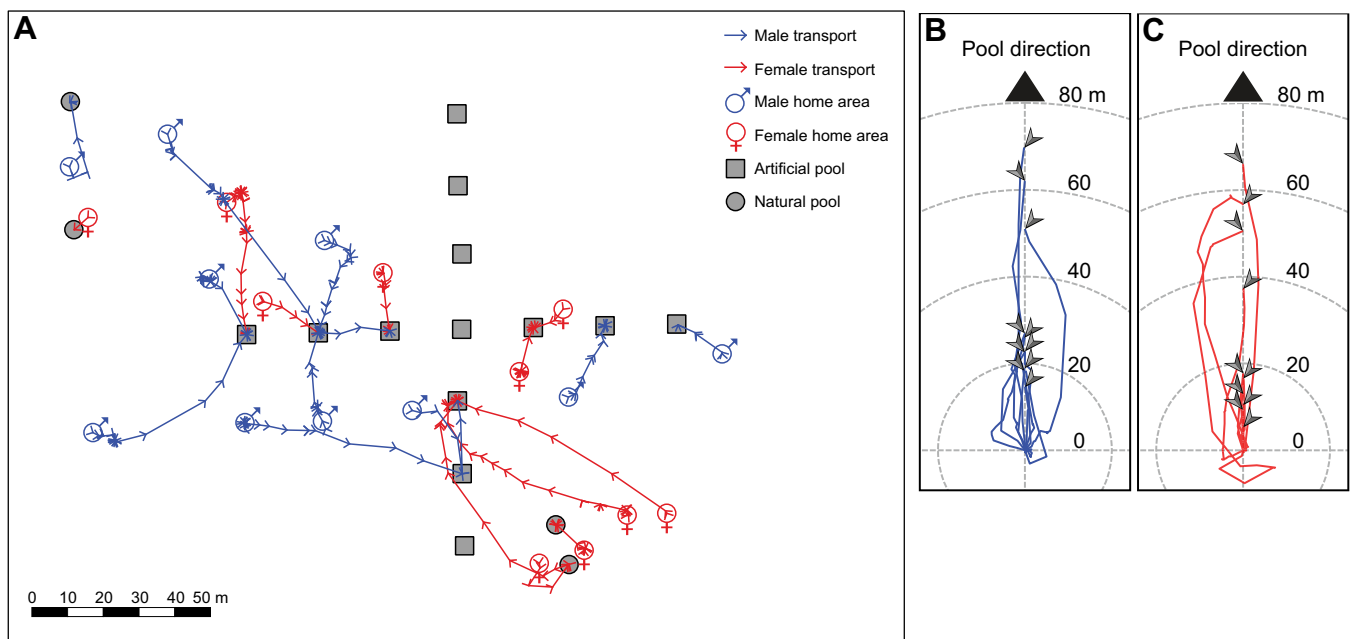 A
Male transport
Female transport
Male home area
Female home area
Artificial pool
Natural pool
0 10 20 30 40 50 m
B
Pool direction
80 m
60
40
20
0
C
Pool direction
80 m
60
40
20
0